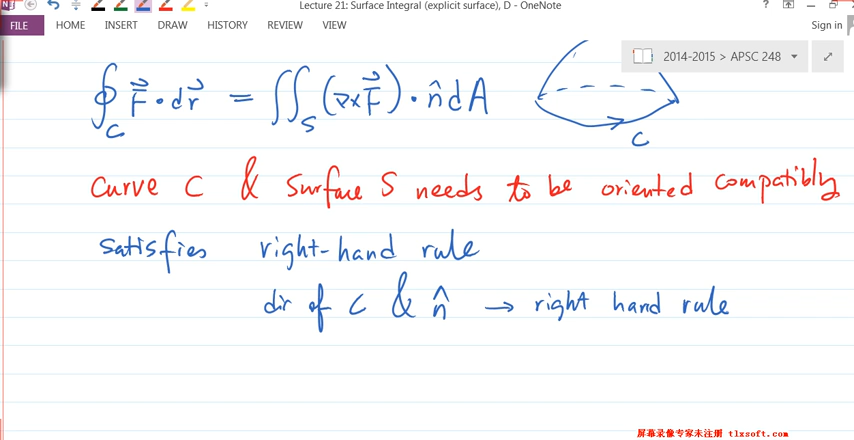 Lecture 21: Surface Integral (explicit surface), D - OneNote
FILE HOME INSERT DRAW HISTORY REVIEW VIEW Sign in
2014-2015 > APSC 248
∮_C F⃗ · dr⃗ = ∬_S (∇×F⃗) · n̂ dA
C
curve C & surface S needs to be oriented compatibly
satisfies right-hand rule
dir of C & n̂ → right hand rule
屏幕录像专家未注册 tlxsoft.com